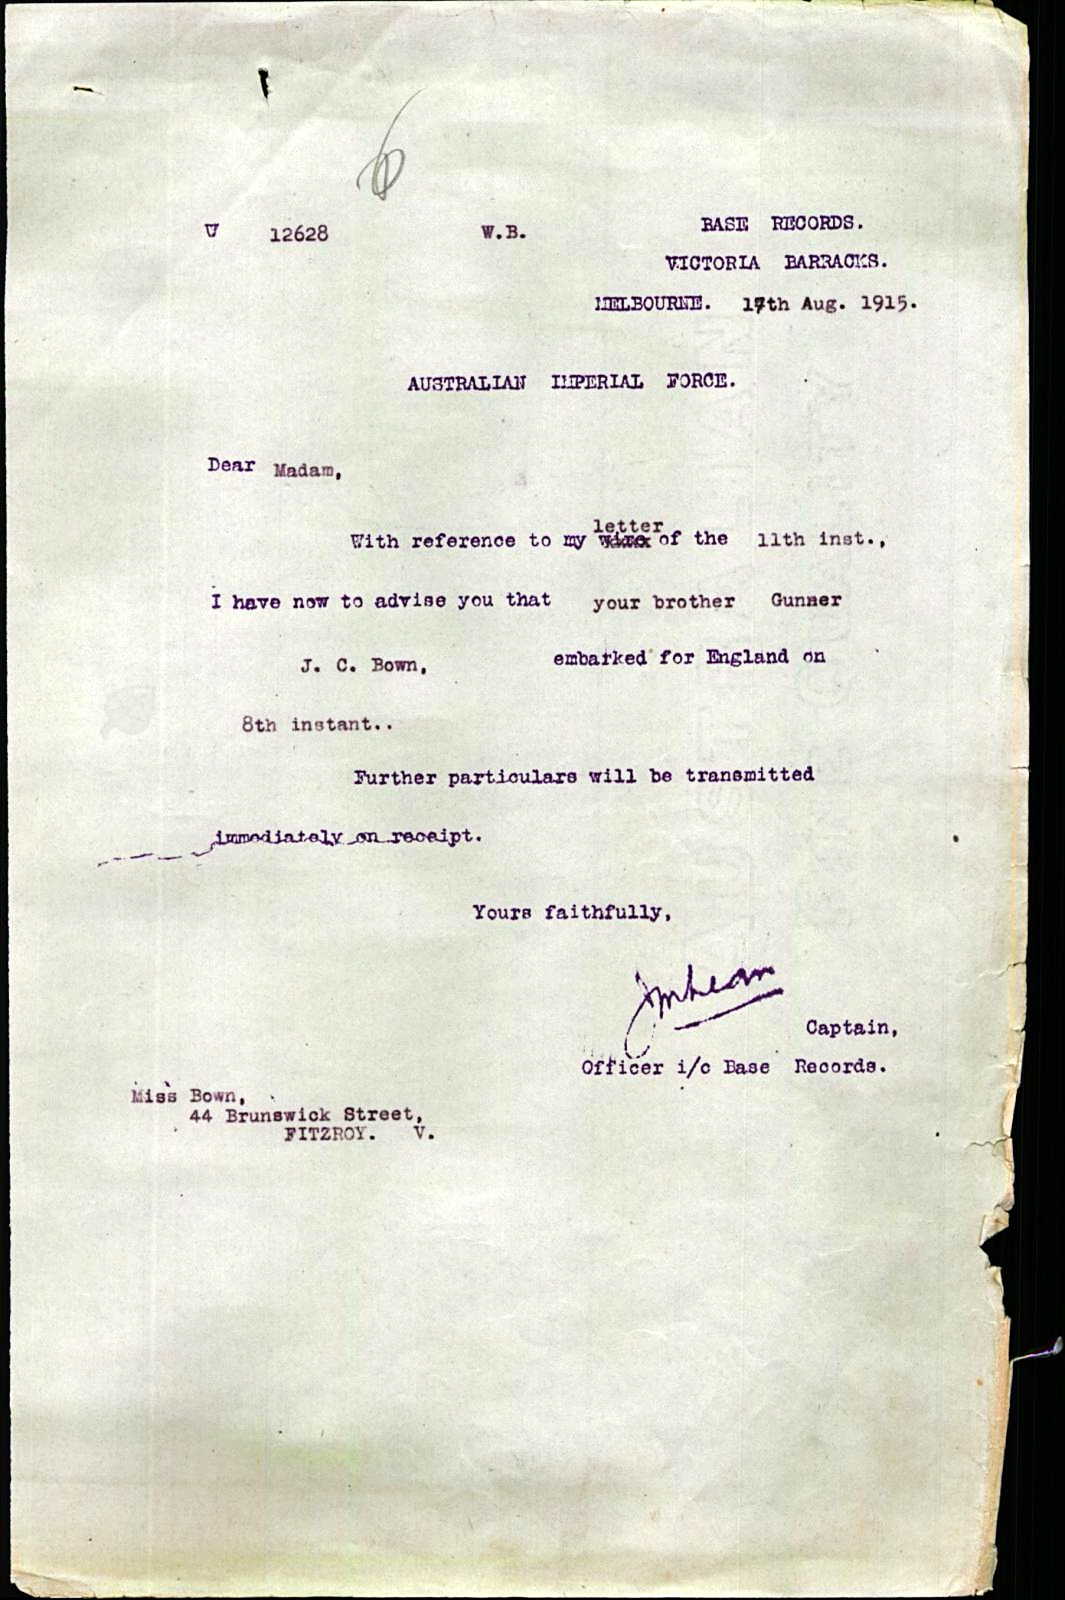 6
V 12628 W.B. BASE RECORDS.
VICTORIA BARRACKS.
MELBOURNE. 17th Aug. 1915.
AUSTRALIAN IMPERIAL FORCE.
Dear Madam,
letter
With reference to my wire of the 11th inst.,
I have now to advise you that your brother Gunner
J. C. Bown, embarked for England on
8th instant..
Further particulars will be transmitted
immediately on receipt.
Yours faithfully,
JMLean
Captain,
Officer i/c Base Records.
Miss Bown,
44 Brunswick Street,
FITZROY. V.